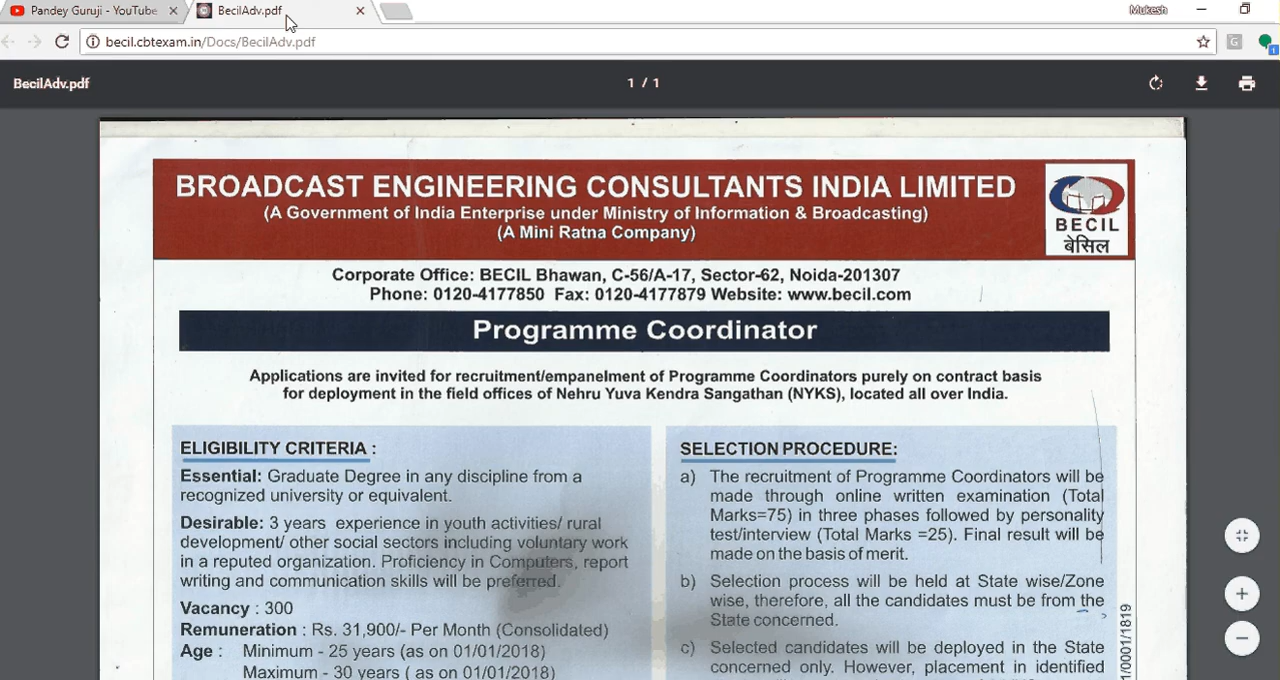 Pandey Guruji - YouTube
BecilAdv.pdf
Mukesh
becil.cbtexam.in/Docs/BecilAdv.pdf
BecilAdv.pdf
1 / 1
BROADCAST ENGINEERING CONSULTANTS INDIA LIMITED
(A Government of India Enterprise under Ministry of Information & Broadcasting)
(A Mini Ratna Company)
BECIL
बेसिल
Corporate Office: BECIL Bhawan, C-56/A-17, Sector-62, Noida-201307
Phone: 0120-4177850 Fax: 0120-4177879 Website: www.becil.com
Programme Coordinator
Applications are invited for recruitment/empanelment of Programme Coordinators purely on contract basis
for deployment in the field offices of Nehru Yuva Kendra Sangathan (NYKS), located all over India.
ELIGIBILITY CRITERIA :
Essential: Graduate Degree in any discipline from a
recognized university or equivalent.
Desirable: 3 years experience in youth activities/ rural
development/ other social sectors including voluntary work
in a reputed organization. Proficiency in Computers, report
writing and communication skills will be preferred.
Vacancy : 300
Remuneration : Rs. 31,900/- Per Month (Consolidated)
Age : Minimum - 25 years (as on 01/01/2018)
Maximum - 30 years ( as on 01/01/2018)
SELECTION PROCEDURE:
a) The recruitment of Programme Coordinators will be
made through online written examination (Total
Marks=75) in three phases followed by personality
test/interview (Total Marks =25). Final result will be
made on the basis of merit.
b) Selection process will be held at State wise/Zone
wise, therefore, all the candidates must be from the
State concerned.
c) Selected candidates will be deployed in the State
concerned only. However, placement in identified
1/0001/1819